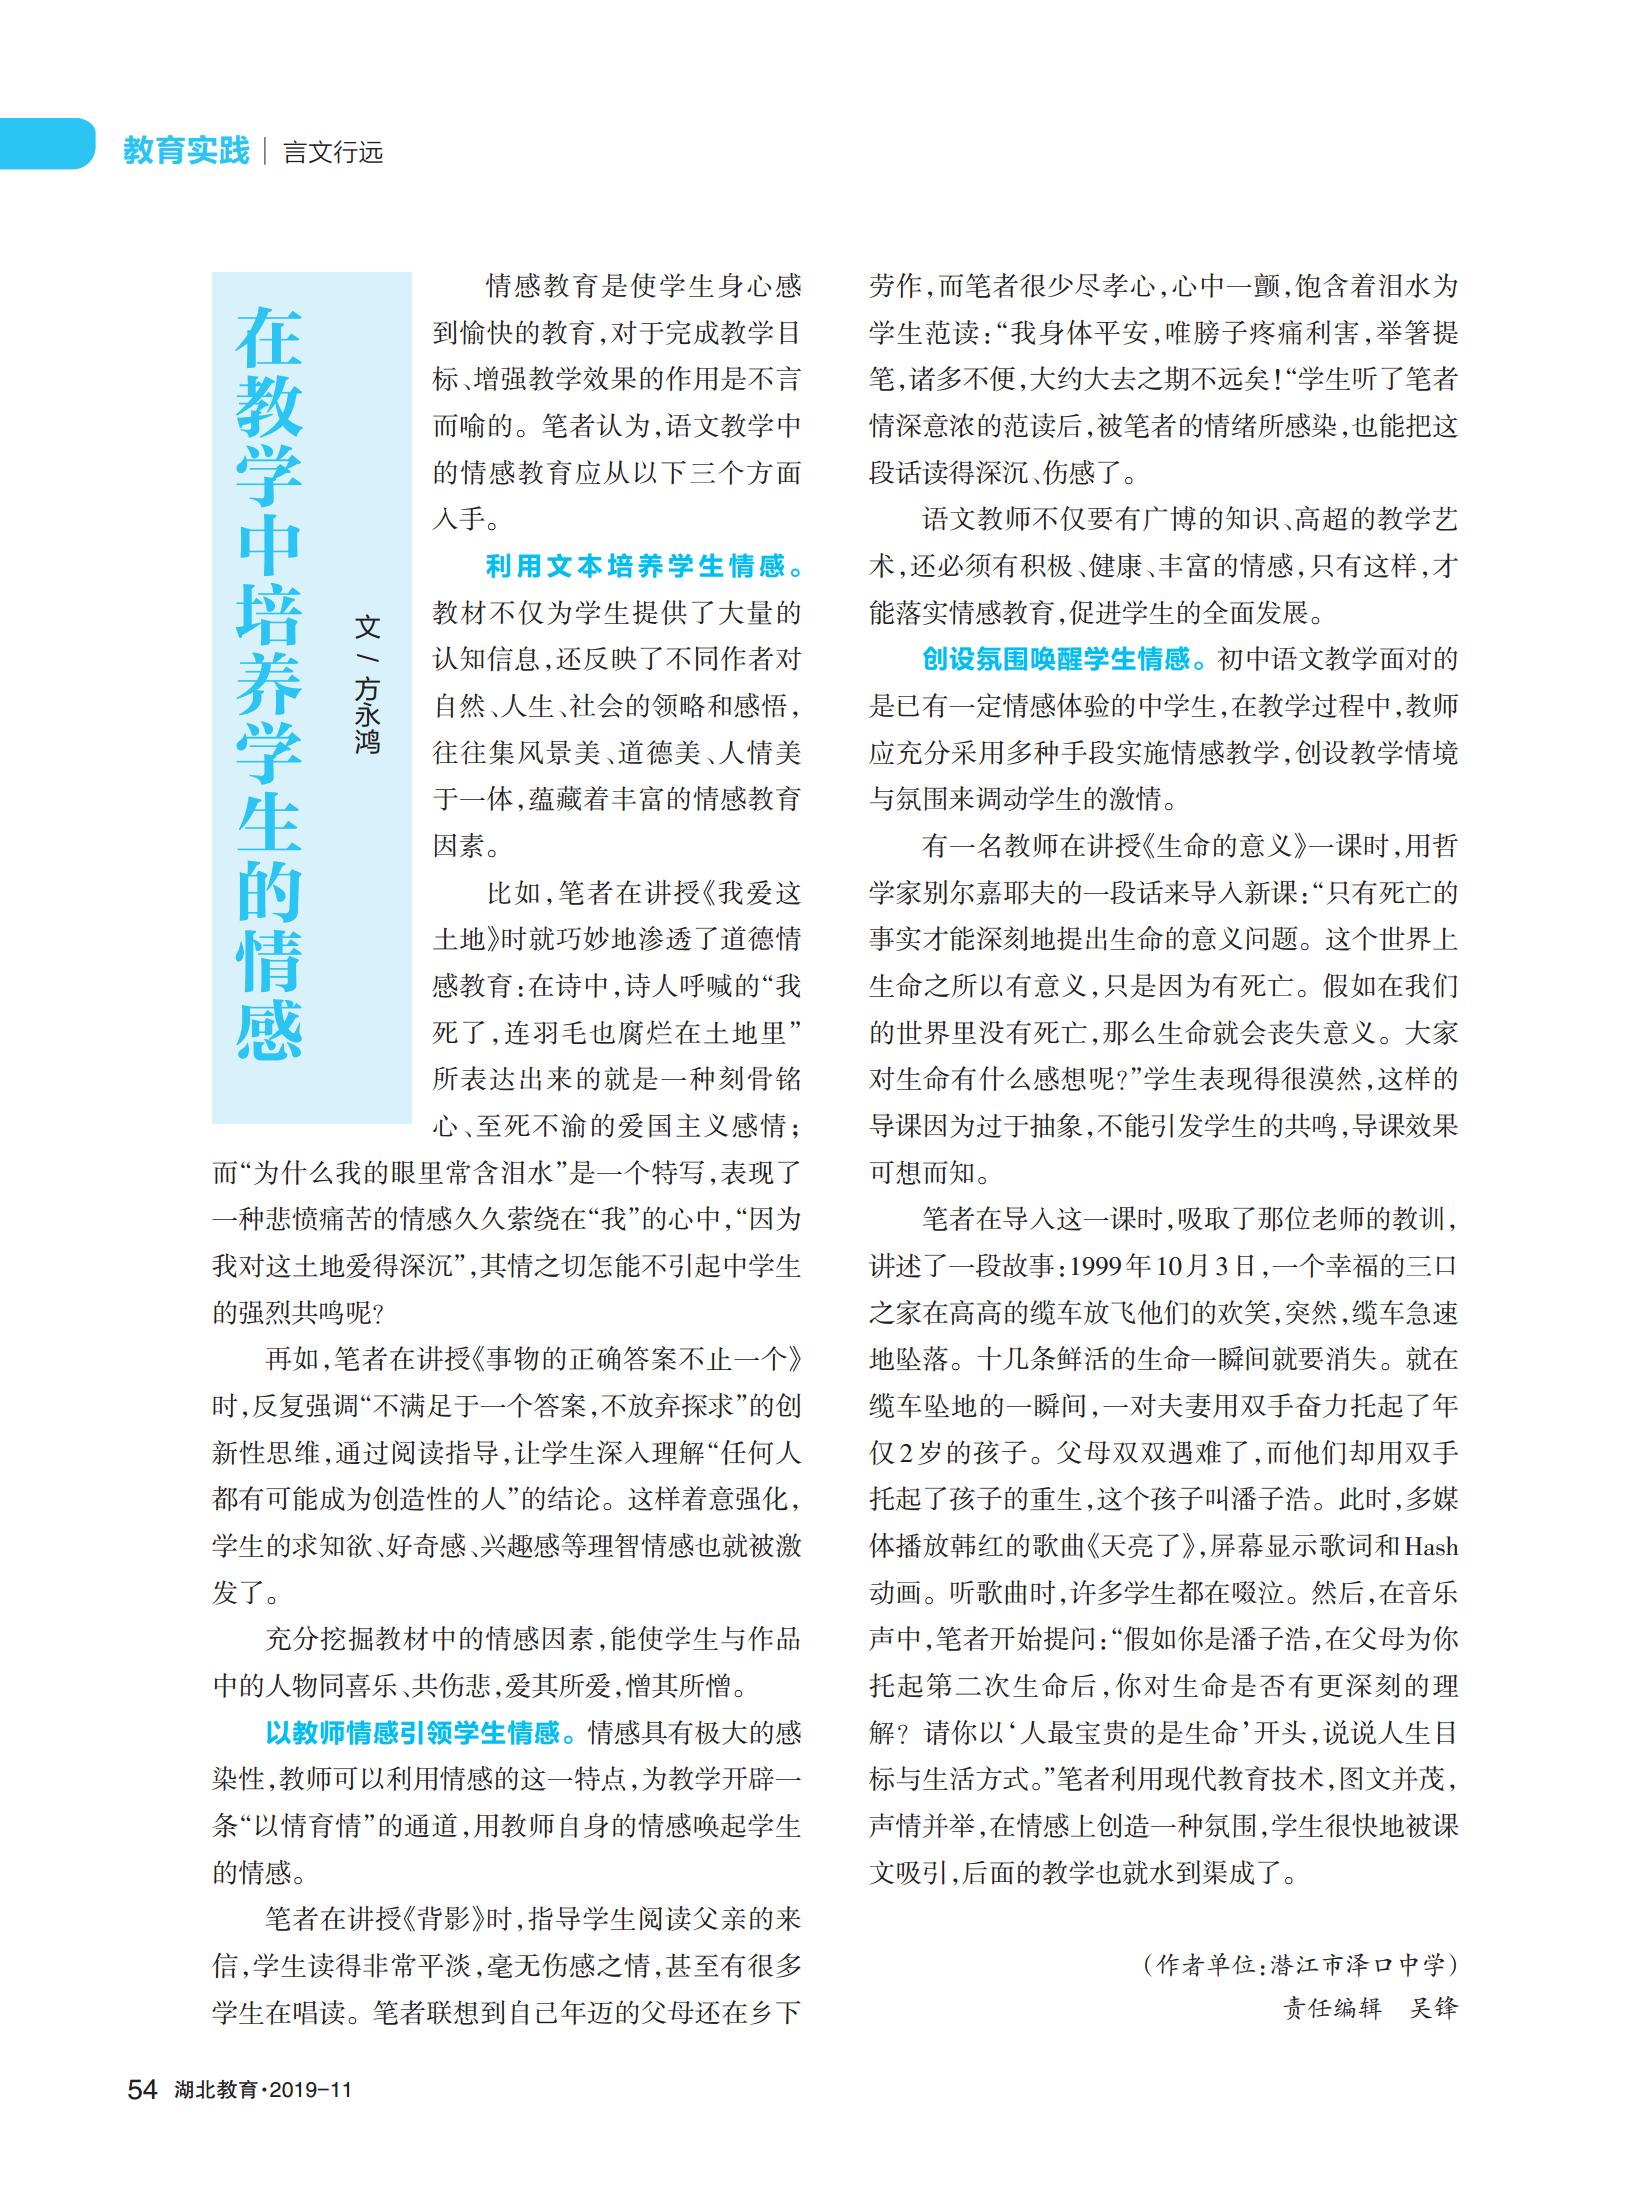 教育实践 | 言文行远
在教学中培养学生的情感
文/方永鸿
情感教育是使学生身心感
到愉快的教育,对于完成教学目
标、增强教学效果的作用是不言
而喻的。笔者认为,语文教学中
的情感教育应从以下三个方面
入手。
利用文本培养学生情感。
教材不仅为学生提供了大量的
认知信息,还反映了不同作者对
自然、人生、社会的领略和感悟,
往往集风景美、道德美、人情美
于一体,蕴藏着丰富的情感教育
因素。
比如,笔者在讲授《我爱这
土地》时就巧妙地渗透了道德情
感教育:在诗中,诗人呼喊的“我
死了,连羽毛也腐烂在土地里”
所表达出来的就是一种刻骨铭
心、至死不渝的爱国主义感情;
而“为什么我的眼里常含泪水”是一个特写,表现了
一种悲愤痛苦的情感久久萦绕在“我”的心中,“因为
我对这土地爱得深沉”,其情之切怎能不引起中学生
的强烈共鸣呢?
再如,笔者在讲授《事物的正确答案不止一个》
时,反复强调“不满足于一个答案,不放弃探求”的创
新性思维,通过阅读指导,让学生深入理解“任何人
都有可能成为创造性的人”的结论。这样着意强化,
学生的求知欲、好奇感、兴趣感等理智情感也就被激
发了。
充分挖掘教材中的情感因素,能使学生与作品
中的人物同喜乐、共伤悲,爱其所爱,憎其所憎。
以教师情感引领学生情感。情感具有极大的感
染性,教师可以利用情感的这一特点,为教学开辟一
条“以情育情”的通道,用教师自身的情感唤起学生
的情感。
笔者在讲授《背影》时,指导学生阅读父亲的来
信,学生读得非常平淡,毫无伤感之情,甚至有很多
学生在唱读。笔者联想到自己年迈的父母还在乡下
劳作,而笔者很少尽孝心,心中一颤,饱含着泪水为
学生范读:“我身体平安,唯膀子疼痛利害,举箸提
笔,诸多不便,大约大去之期不远矣!“学生听了笔者
情深意浓的范读后,被笔者的情绪所感染,也能把这
段话读得深沉、伤感了。
语文教师不仅要有广博的知识、高超的教学艺
术,还必须有积极、健康、丰富的情感,只有这样,才
能落实情感教育,促进学生的全面发展。
创设氛围唤醒学生情感。初中语文教学面对的
是已有一定情感体验的中学生,在教学过程中,教师
应充分采用多种手段实施情感教学,创设教学情境
与氛围来调动学生的激情。
有一名教师在讲授《生命的意义》一课时,用哲
学家别尔嘉耶夫的一段话来导入新课:“只有死亡的
事实才能深刻地提出生命的意义问题。这个世界上
生命之所以有意义,只是因为有死亡。假如在我们
的世界里没有死亡,那么生命就会丧失意义。大家
对生命有什么感想呢?”学生表现得很漠然,这样的
导课因为过于抽象,不能引发学生的共鸣,导课效果
可想而知。
笔者在导入这一课时,吸取了那位老师的教训,
讲述了一段故事:1999年10月3日,一个幸福的三口
之家在高高的缆车放飞他们的欢笑,突然,缆车急速
地坠落。十几条鲜活的生命一瞬间就要消失。就在
缆车坠地的一瞬间,一对夫妻用双手奋力托起了年
仅2岁的孩子。父母双双遇难了,而他们却用双手
托起了孩子的重生,这个孩子叫潘子浩。此时,多媒
体播放韩红的歌曲《天亮了》,屏幕显示歌词和Hash
动画。听歌曲时,许多学生都在啜泣。然后,在音乐
声中,笔者开始提问:“假如你是潘子浩,在父母为你
托起第二次生命后,你对生命是否有更深刻的理
解?请你以‘人最宝贵的是生命’开头,说说人生目
标与生活方式。”笔者利用现代教育技术,图文并茂,
声情并举,在情感上创造一种氛围,学生很快地被课
文吸引,后面的教学也就水到渠成了。
(作者单位:潜江市泽口中学)
责任编辑 吴锋
54 湖北教育·2019-11